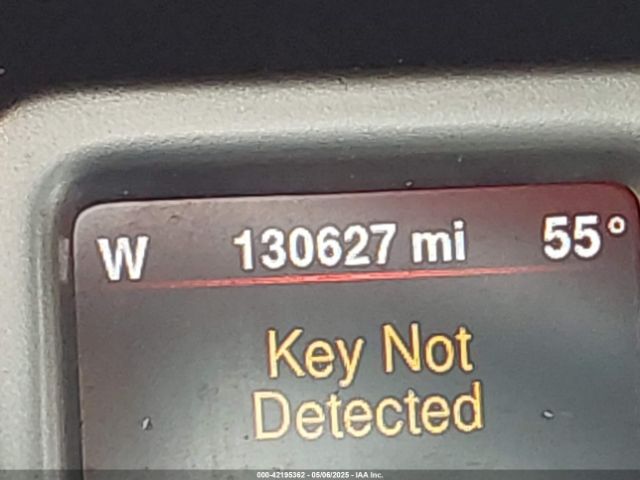 W 130627 mi 55°
Key Not
Detected
000-42195362 - 05/06/2025 - IAA Inc.